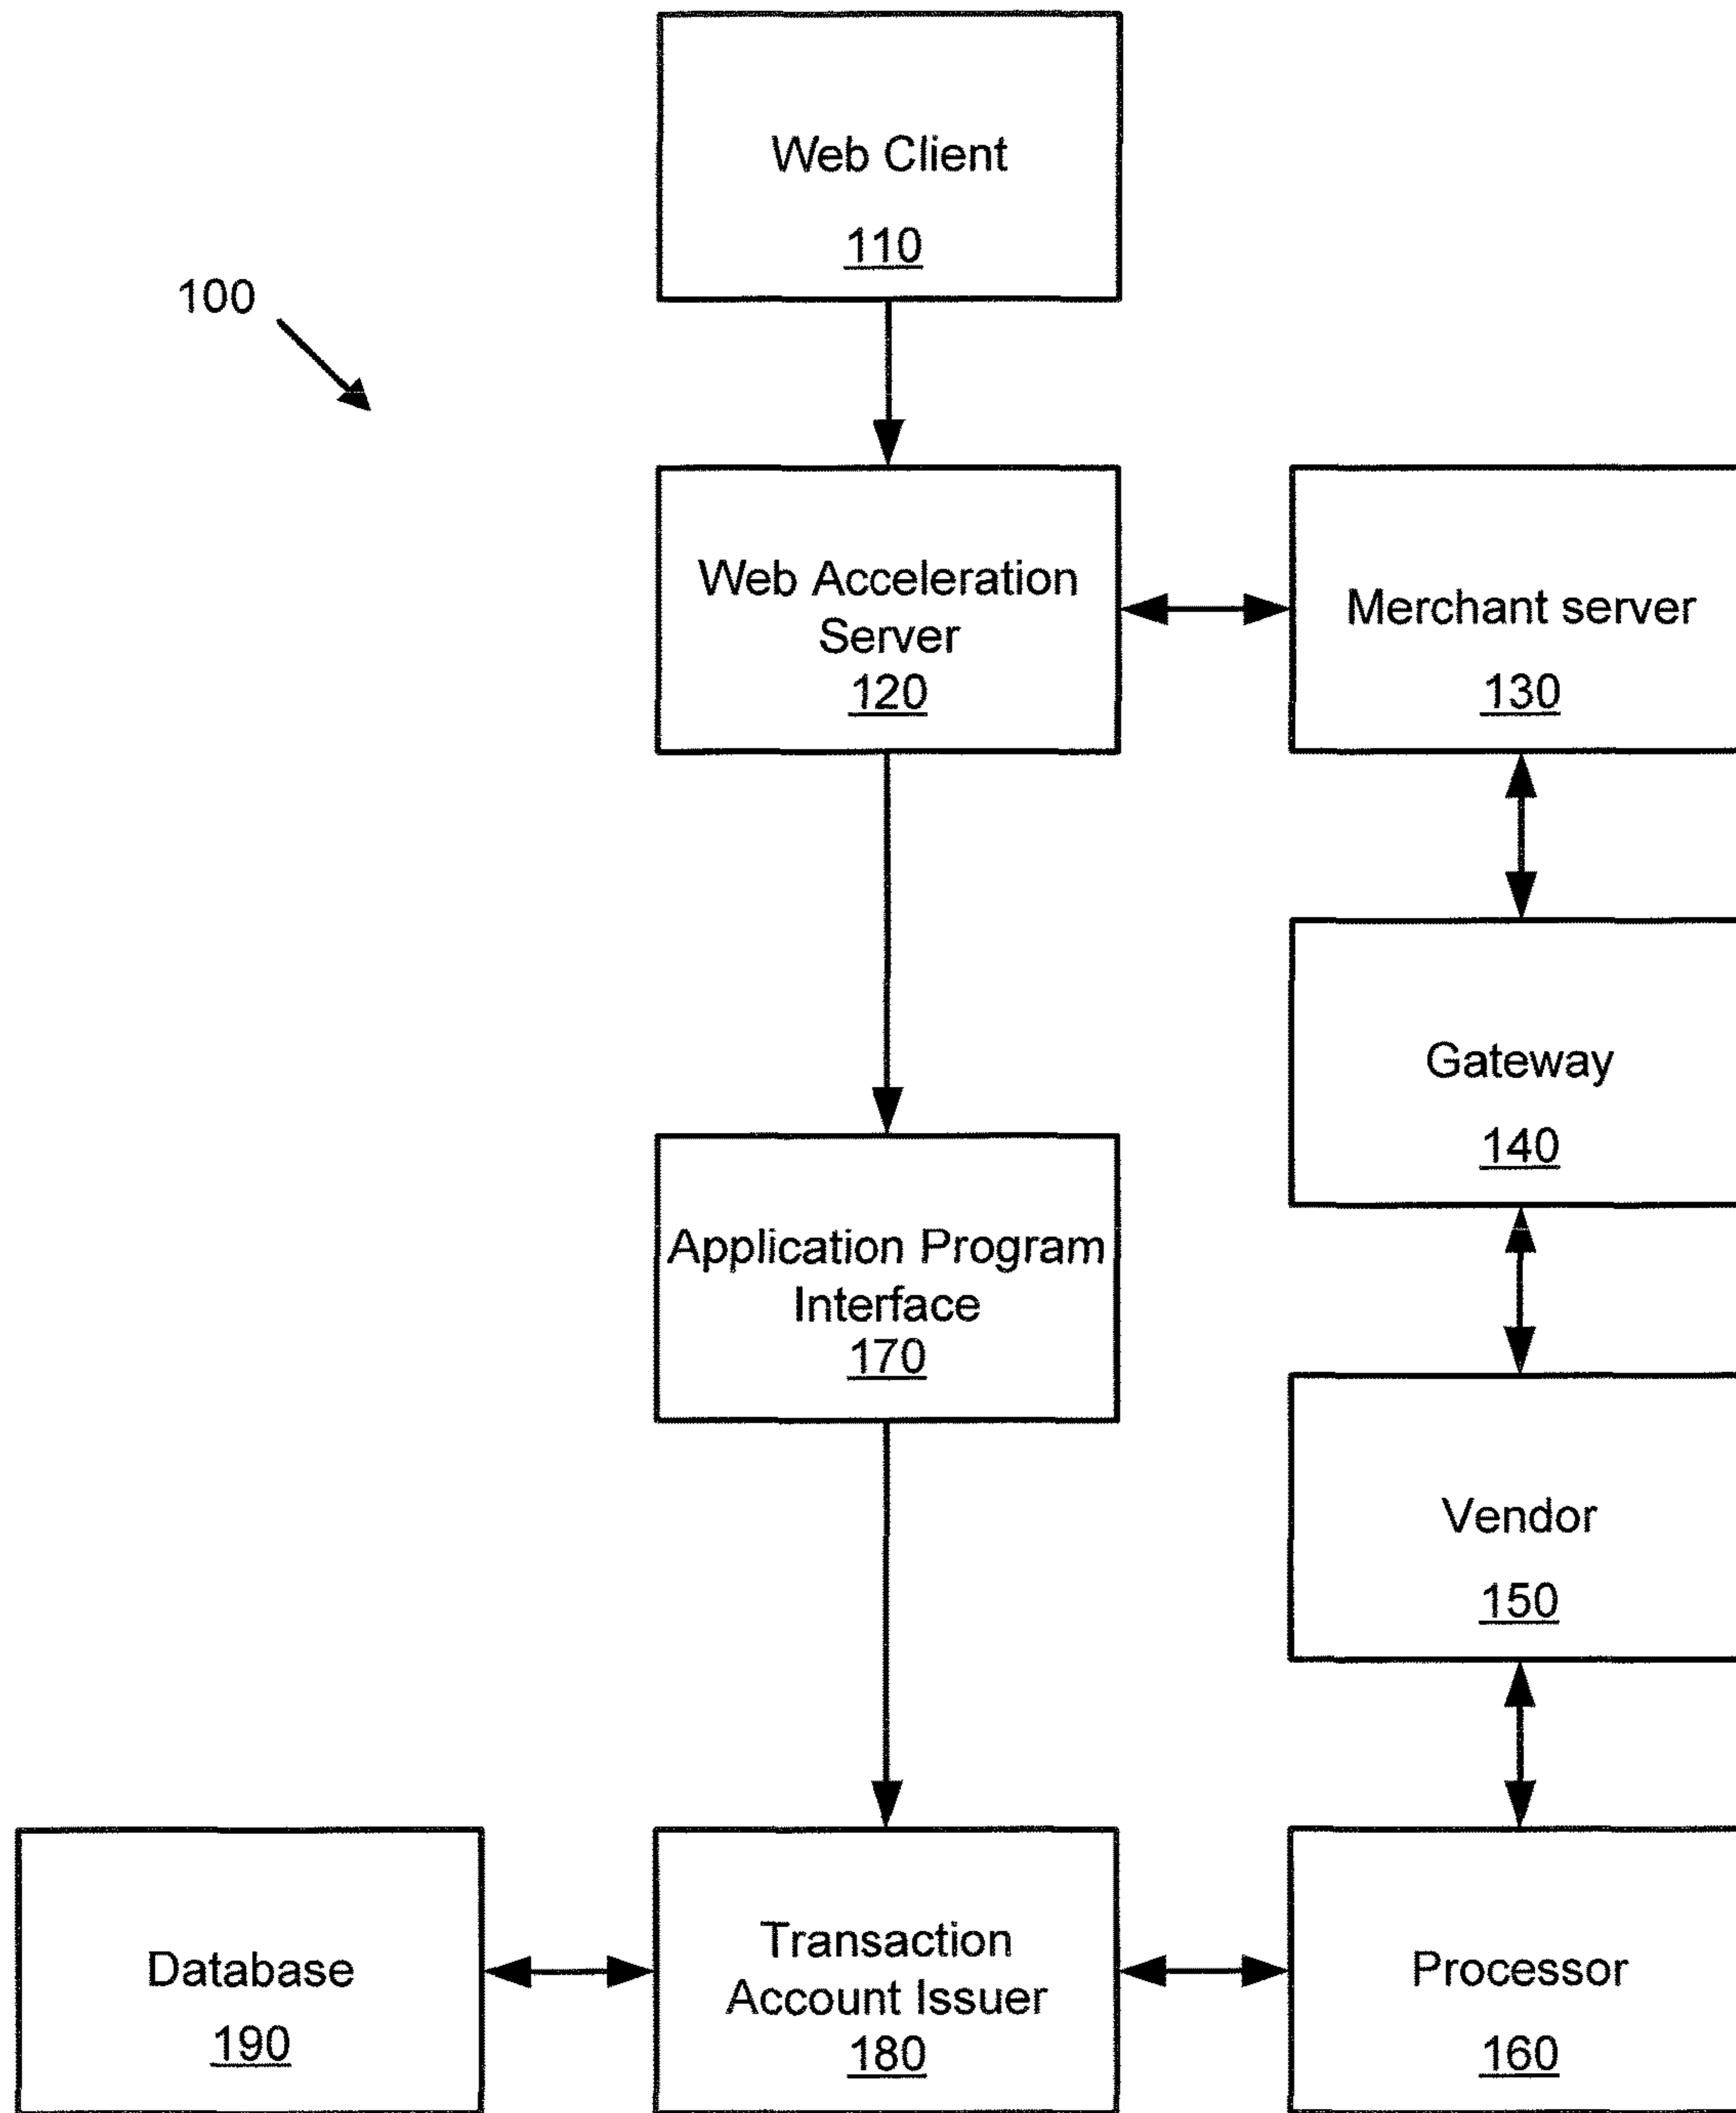 Web Client
110
100
Web Acceleration
Server
120
Merchant server
130
Gateway
140
Application Program
Interface
170
Vendor
150
Database
190
Transaction
Account Issuer
180
Processor
160